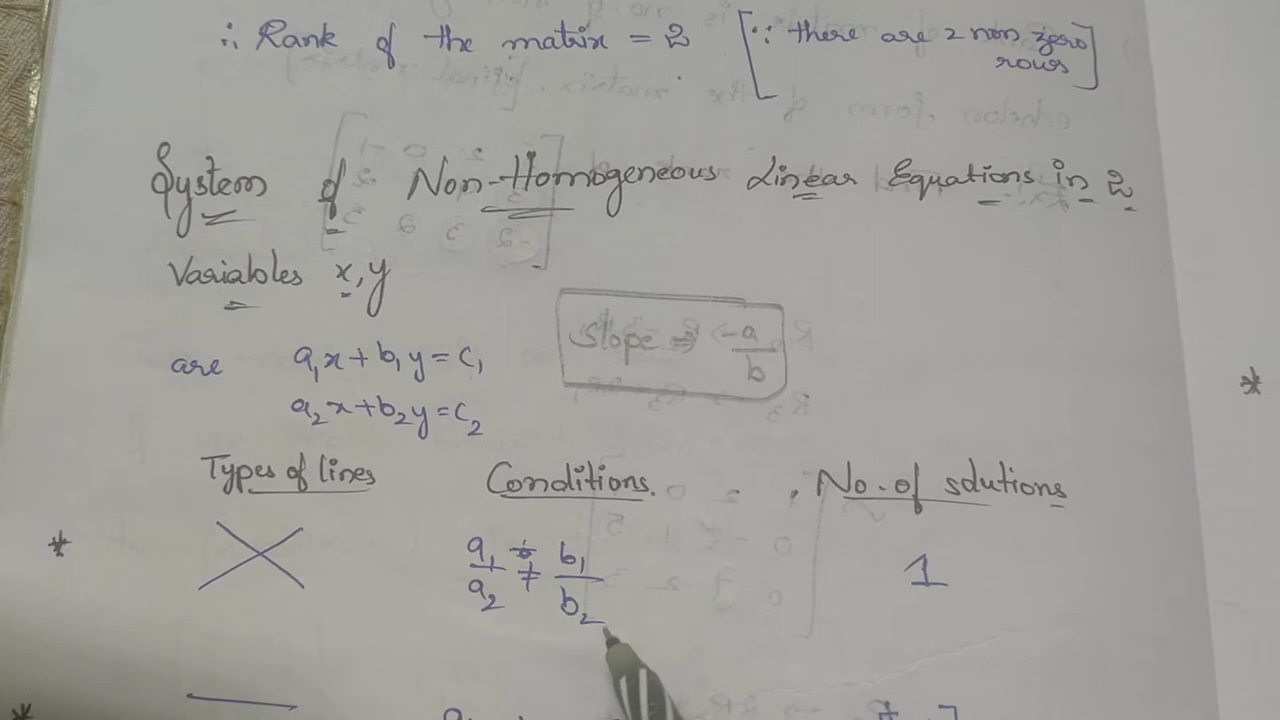 ∴ Rank of the matrix = 2 [∵ there are 2 non zero rows]
System of Non-Homogeneous Linear Equations in 2
Variables x, y
Slope ⇒ -a/b
are a₁x + b₁y = c₁
a₂x + b₂y = c₂
Types of lines Conditions. No. of solutions
* a₁/a₂ ≠ b₁/b₂ 1
*
*